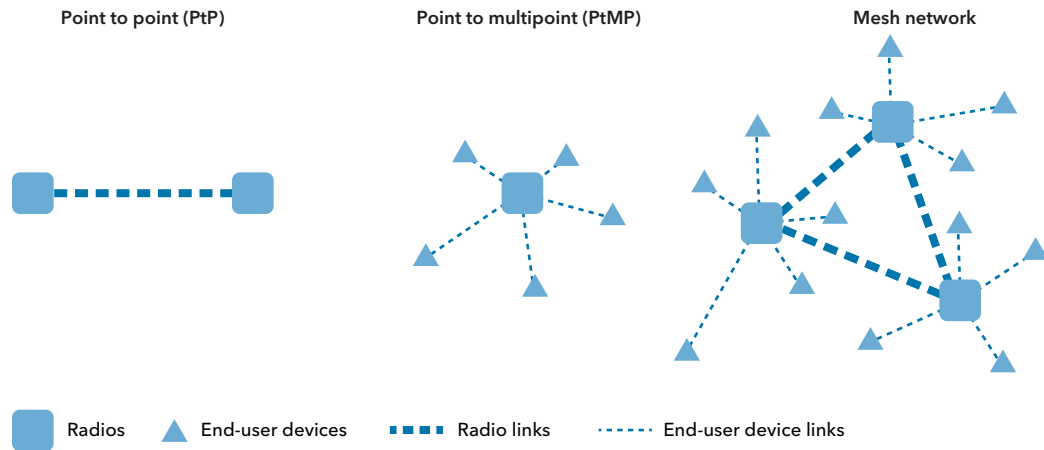 Point to point (PtP)
Point to multipoint (PtMP)
Mesh network
Radios
End-user devices
Radio links
End-user device links